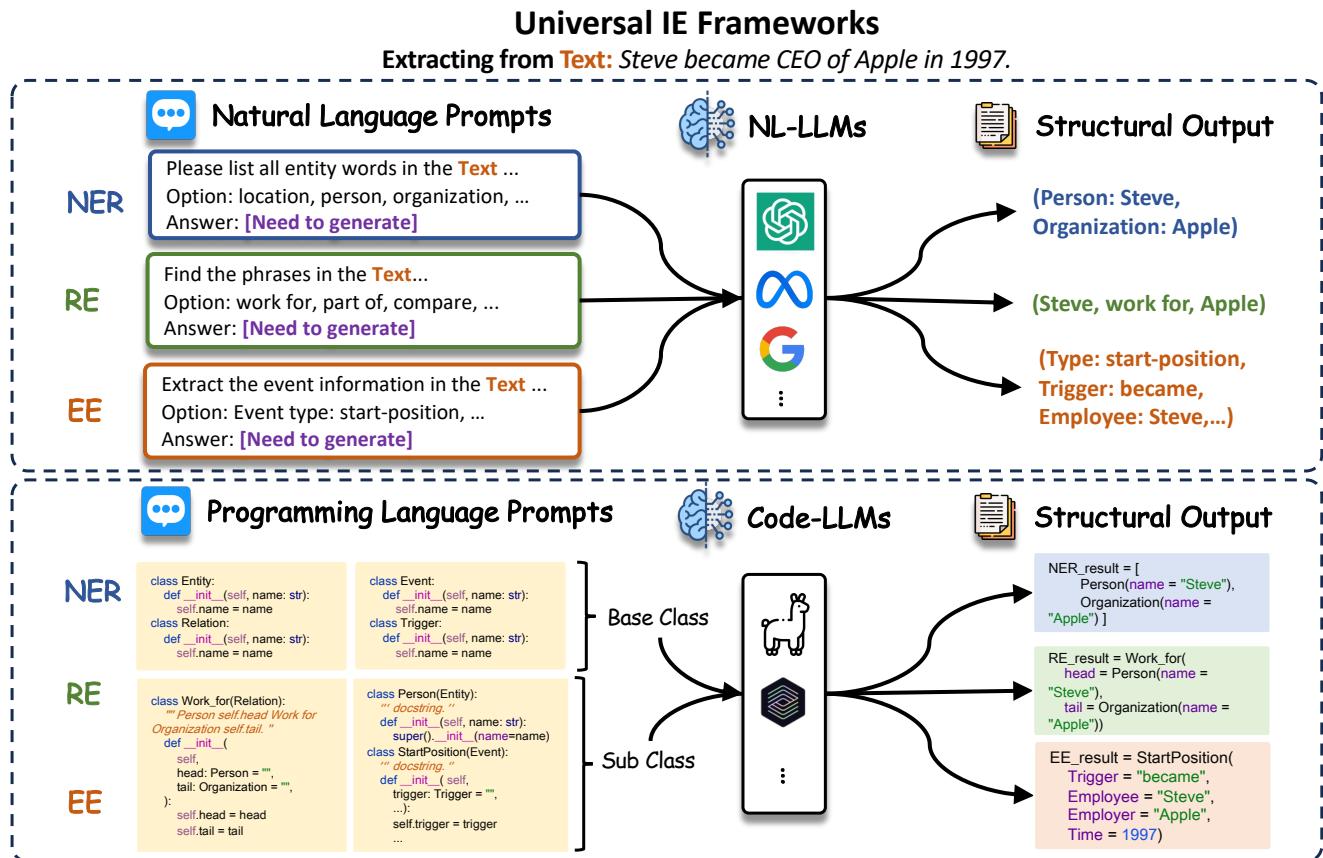 Universal IE Frameworks
Extracting from Text: Steve became CEO of Apple in 1997.
Natural Language Prompts
NL-LLMs
Structural Output
NER
Please list all entity words in the Text ...
Option: location, person, organization, ...
Answer: [Need to generate]
(Person: Steve,
Organization: Apple)
RE
Find the phrases in the Text...
Option: work for, part of, compare, ...
Answer: [Need to generate]
(Steve, work for, Apple)
EE
Extract the event information in the Text ...
Option: Event type: start-position, ...
Answer: [Need to generate]
(Type: start-position,
Trigger: became,
Employee: Steve,...)
Programming Language Prompts
Code-LLMs
Structural Output
NER
RE
EE
class Entity:
def __init__(self, name: str):
self.name = name
class Relation:
def __init__(self, name: str):
self.name = name
class Event:
def __init__(self, name: str):
self.name = name
class Trigger:
def __init__(self, name: str):
self.name = name
Base Class
class Work_for(Relation):
""" Person self.head Work for
Organization self.tail. "
def __init__(
self,
head: Person = "",
tail: Organization = "",
):
self.head = head
self.tail = tail
class Person(Entity):
''' docstring. ''
def __init__(self, name: str):
super().__init__(name=name)
class StartPosition(Event):
''' docstring. ''
def __init__( self,
trigger: Trigger = "",
...):
self.trigger = trigger
...
Sub Class
NER_result = [
Person(name = "Steve"),
Organization(name =
"Apple") ]
RE_result = Work_for(
head = Person(name =
"Steve"),
tail = Organization(name =
"Apple"))
EE_result = StartPosition(
Trigger = "became",
Employee = "Steve",
Employer = "Apple",
Time = 1997)